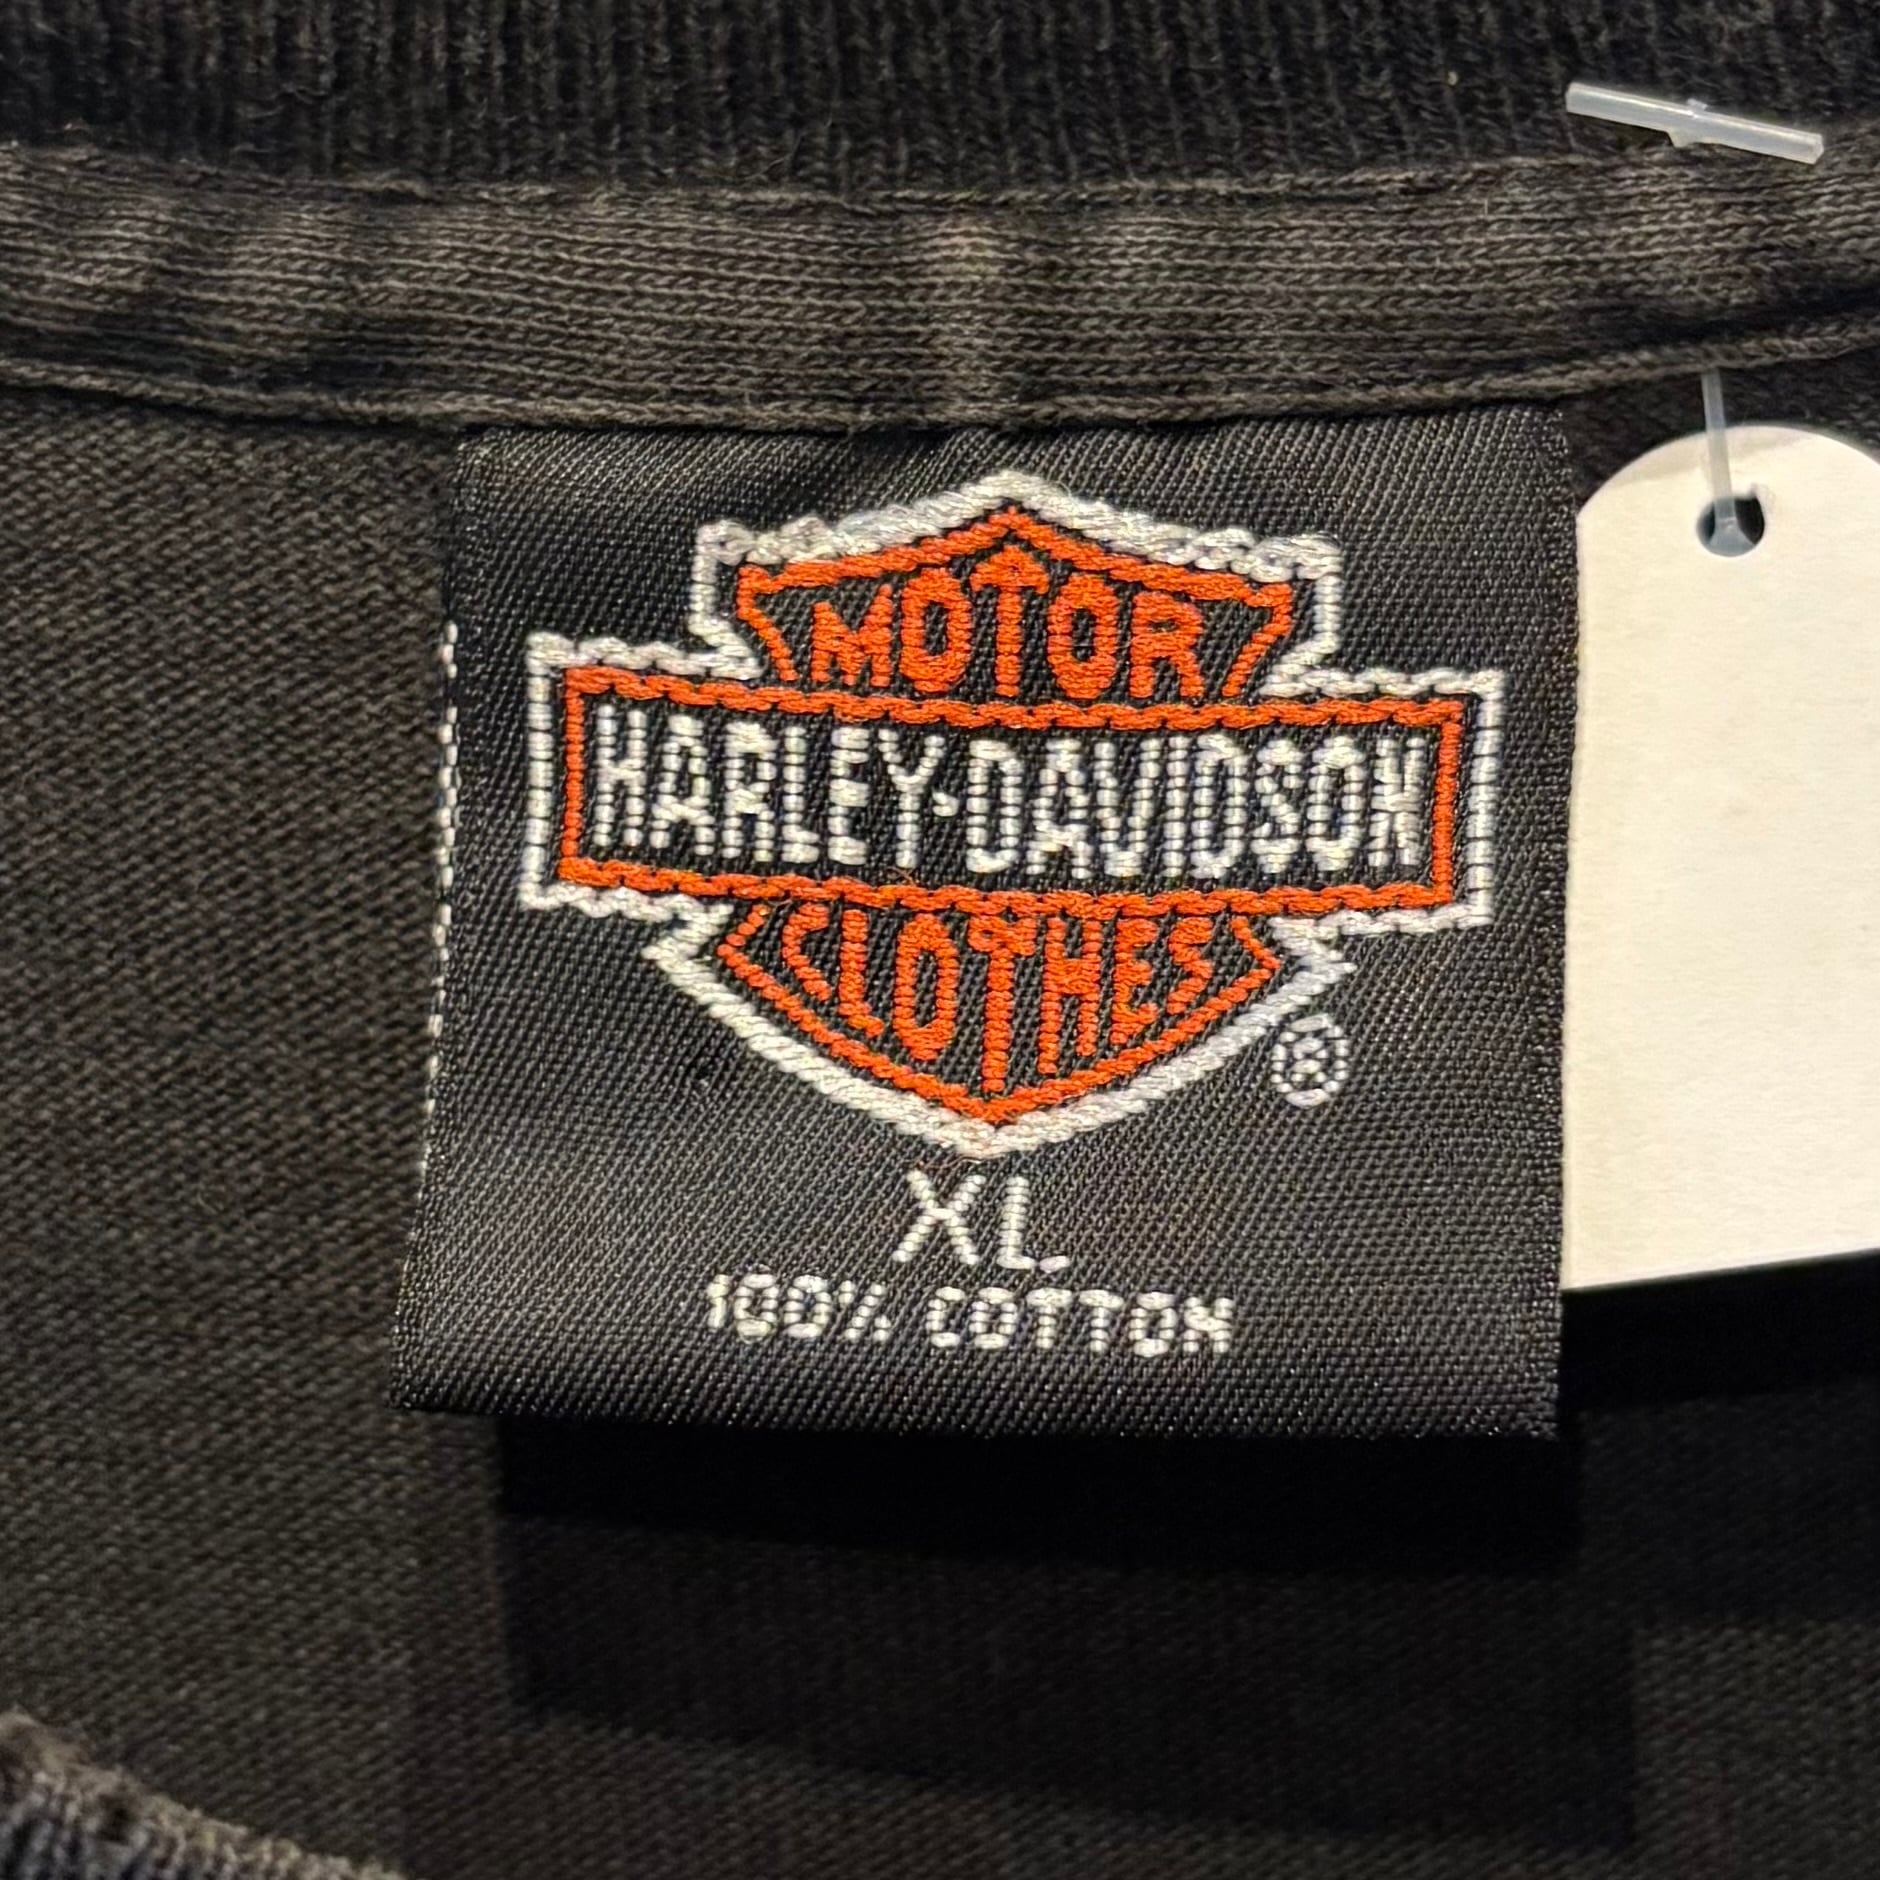 MOTOR
HARLEY-DAVIDSON
CLOTHES
®
XL
100% COTTON